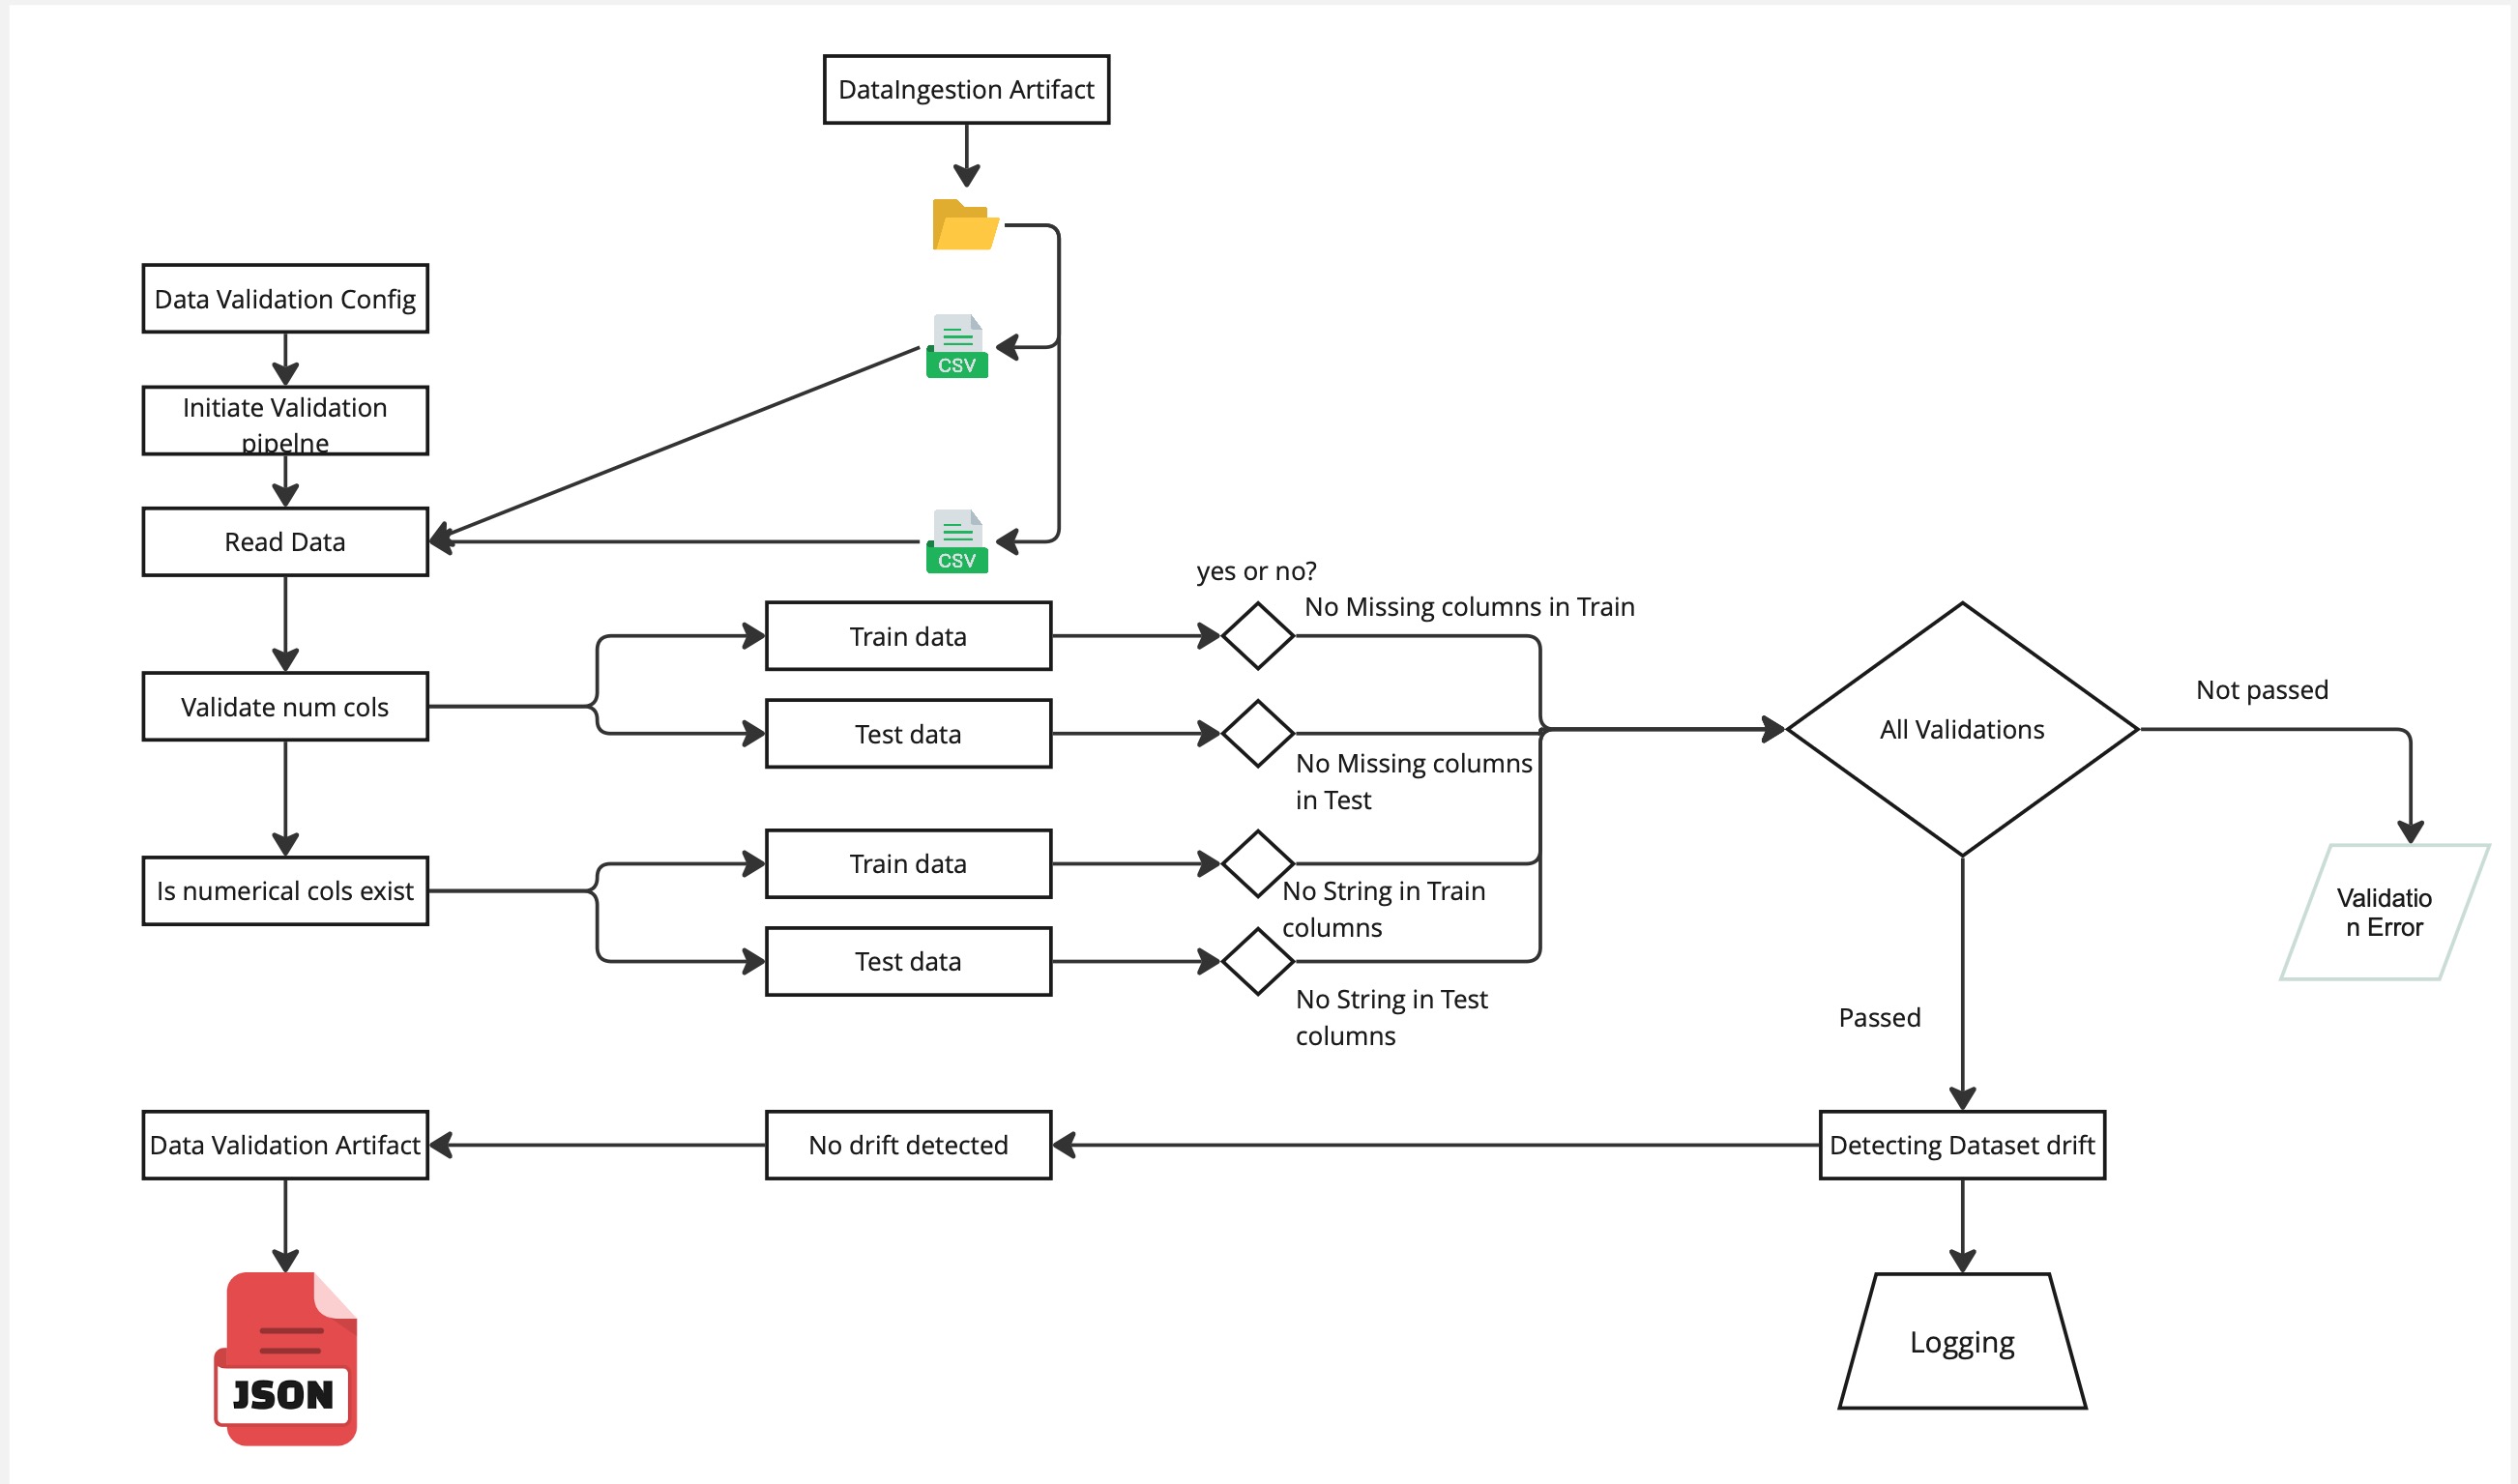 DataIngestion Artifact
Data Validation Config
CSV
Initiate Validation
pipelne
Read Data
CSV
yes or no?
No Missing columns in Train
Train data
Validate num cols
Test data
No Missing columns
in Test
All Validations
Not passed
Train data
Is numerical cols exist
No String in Train
columns
Test data
No String in Test
columns
Validatio
n Error
Passed
Data Validation Artifact
No drift detected
Detecting Dataset drift
JSON
Logging